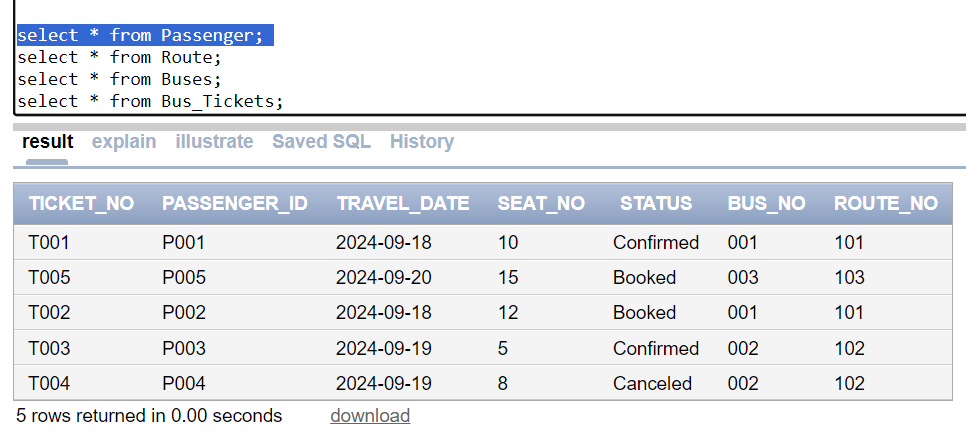 select * from Passenger;
select * from Route;
select * from Buses;
select * from Bus_Tickets;
result explain illustrate Saved SQL History
TICKET_NO PASSENGER_ID TRAVEL_DATE SEAT_NO STATUS BUS_NO ROUTE_NO
T001 P001 2024-09-18 10 Confirmed 001 101
T005 P005 2024-09-20 15 Booked 003 103
T002 P002 2024-09-18 12 Booked 001 101
T003 P003 2024-09-19 5 Confirmed 002 102
T004 P004 2024-09-19 8 Canceled 002 102
5 rows returned in 0.00 seconds download